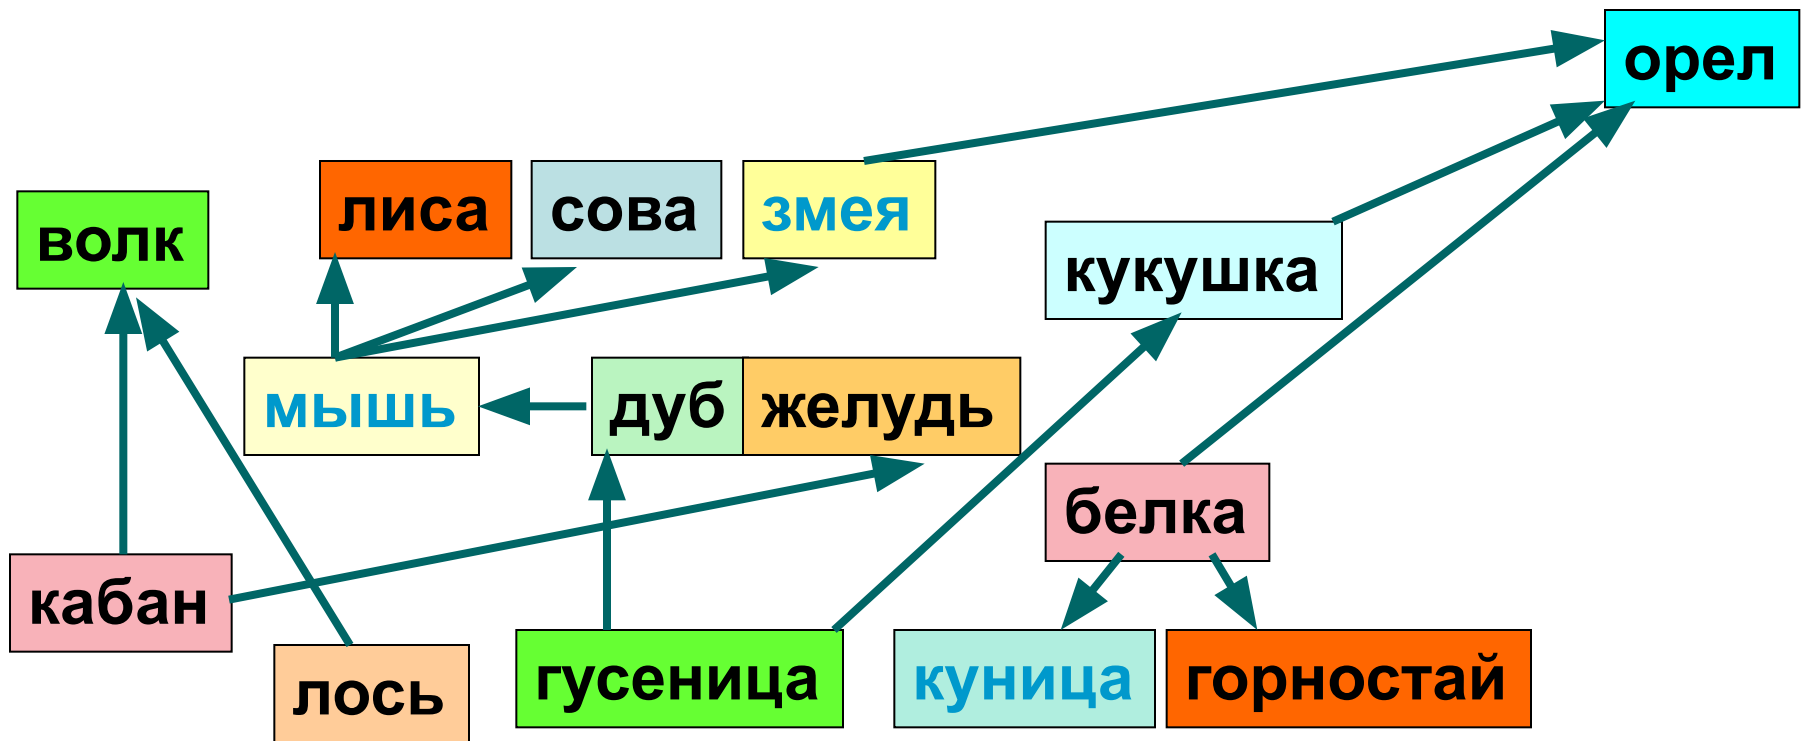 орел
лиса
сова
змея
волк
кукушка
мышь
дуб
желудь
белка
кабан
гусеница
куница
горностай
лось